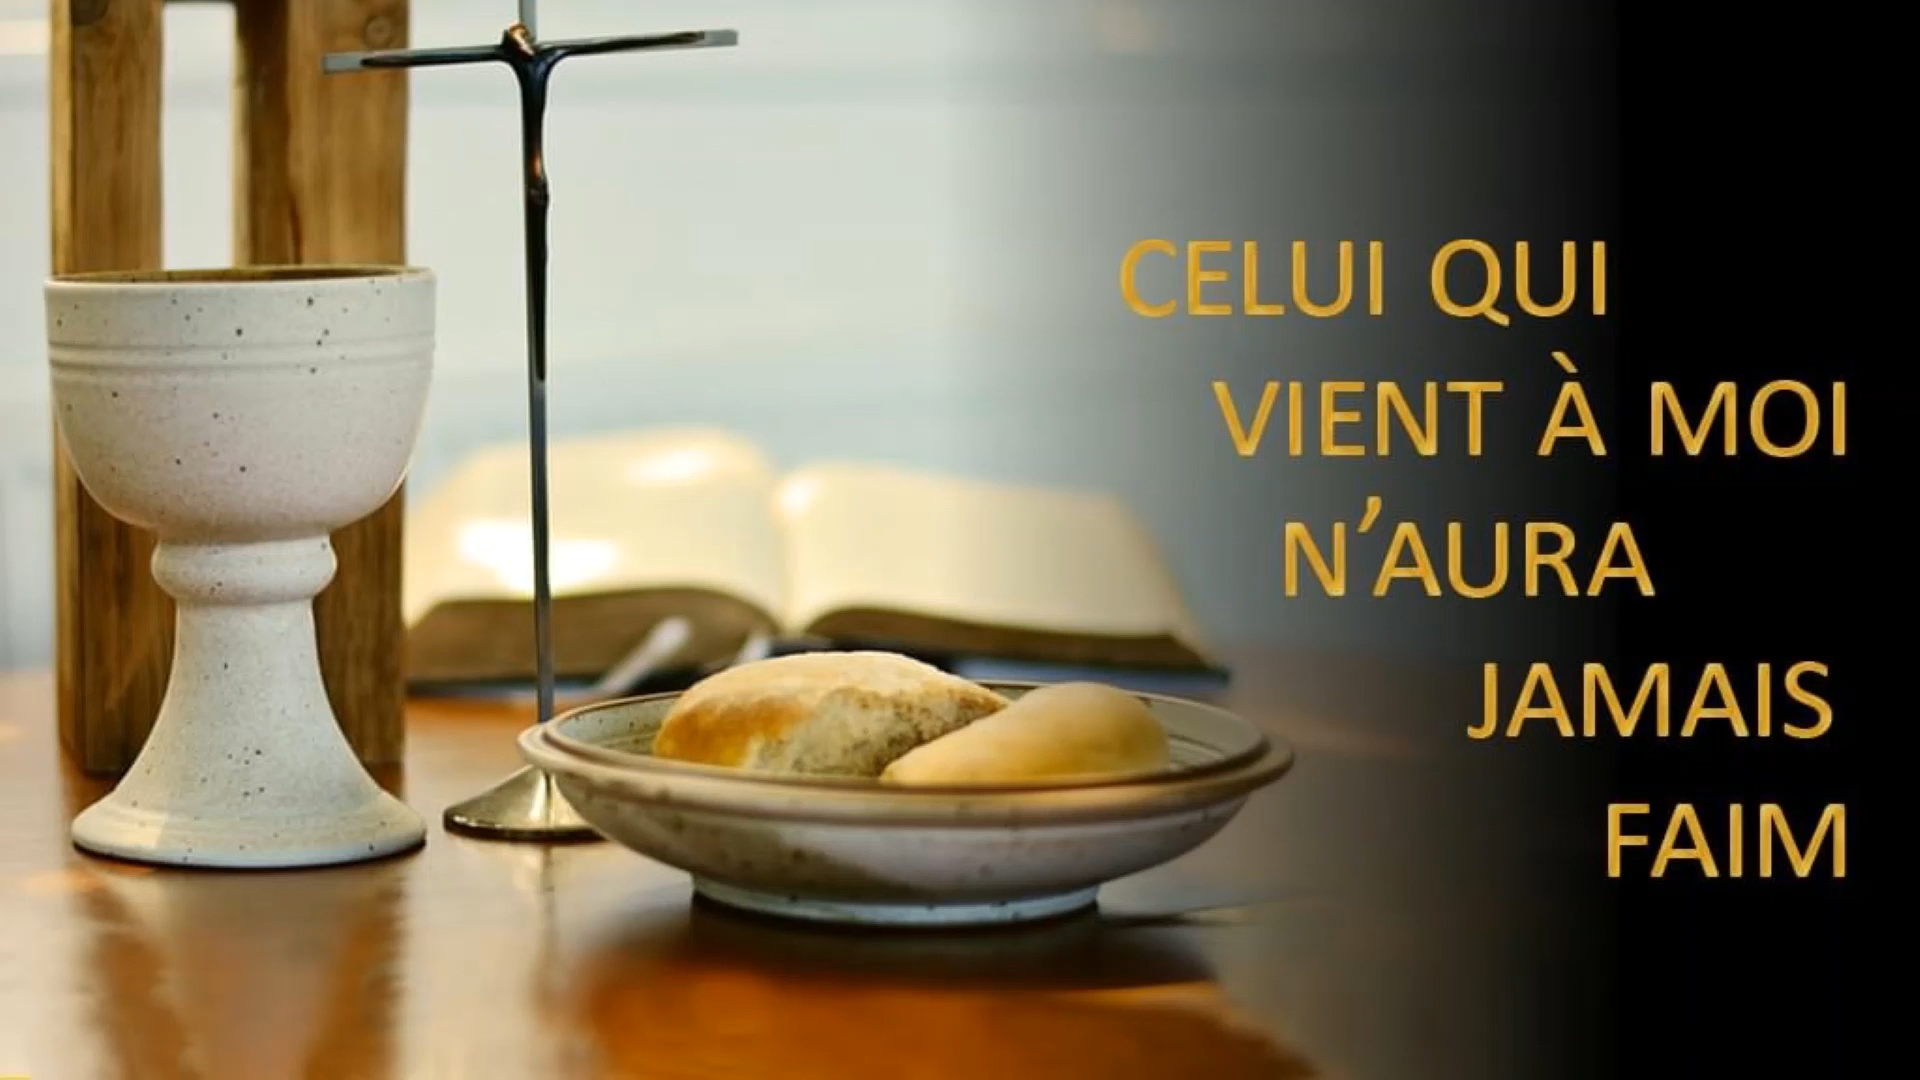 CELUI QUI
VIENT À MOI
N’AURA
JAMAIS
FAIM